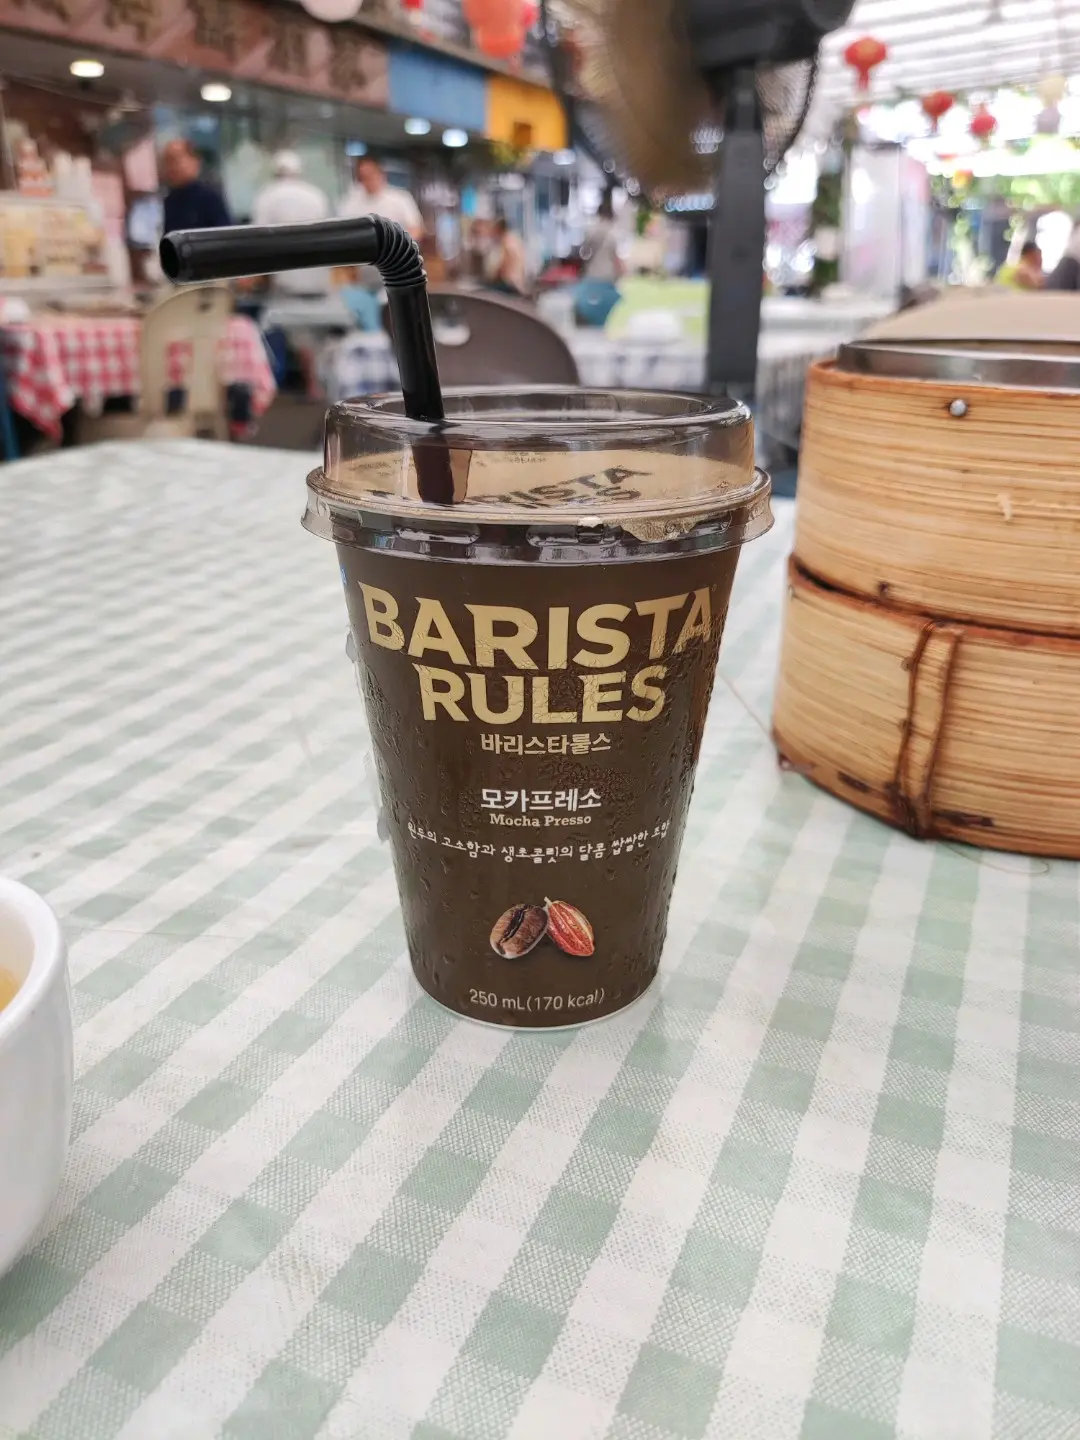 BARISTA
RULES
BARISTA
RULES
바리스타룰스
모카프레소
Mocha Presso
원두의 고소함과 생초콜릿의 달콤 쌉쌀한 조합
250 mL(170 kcal)